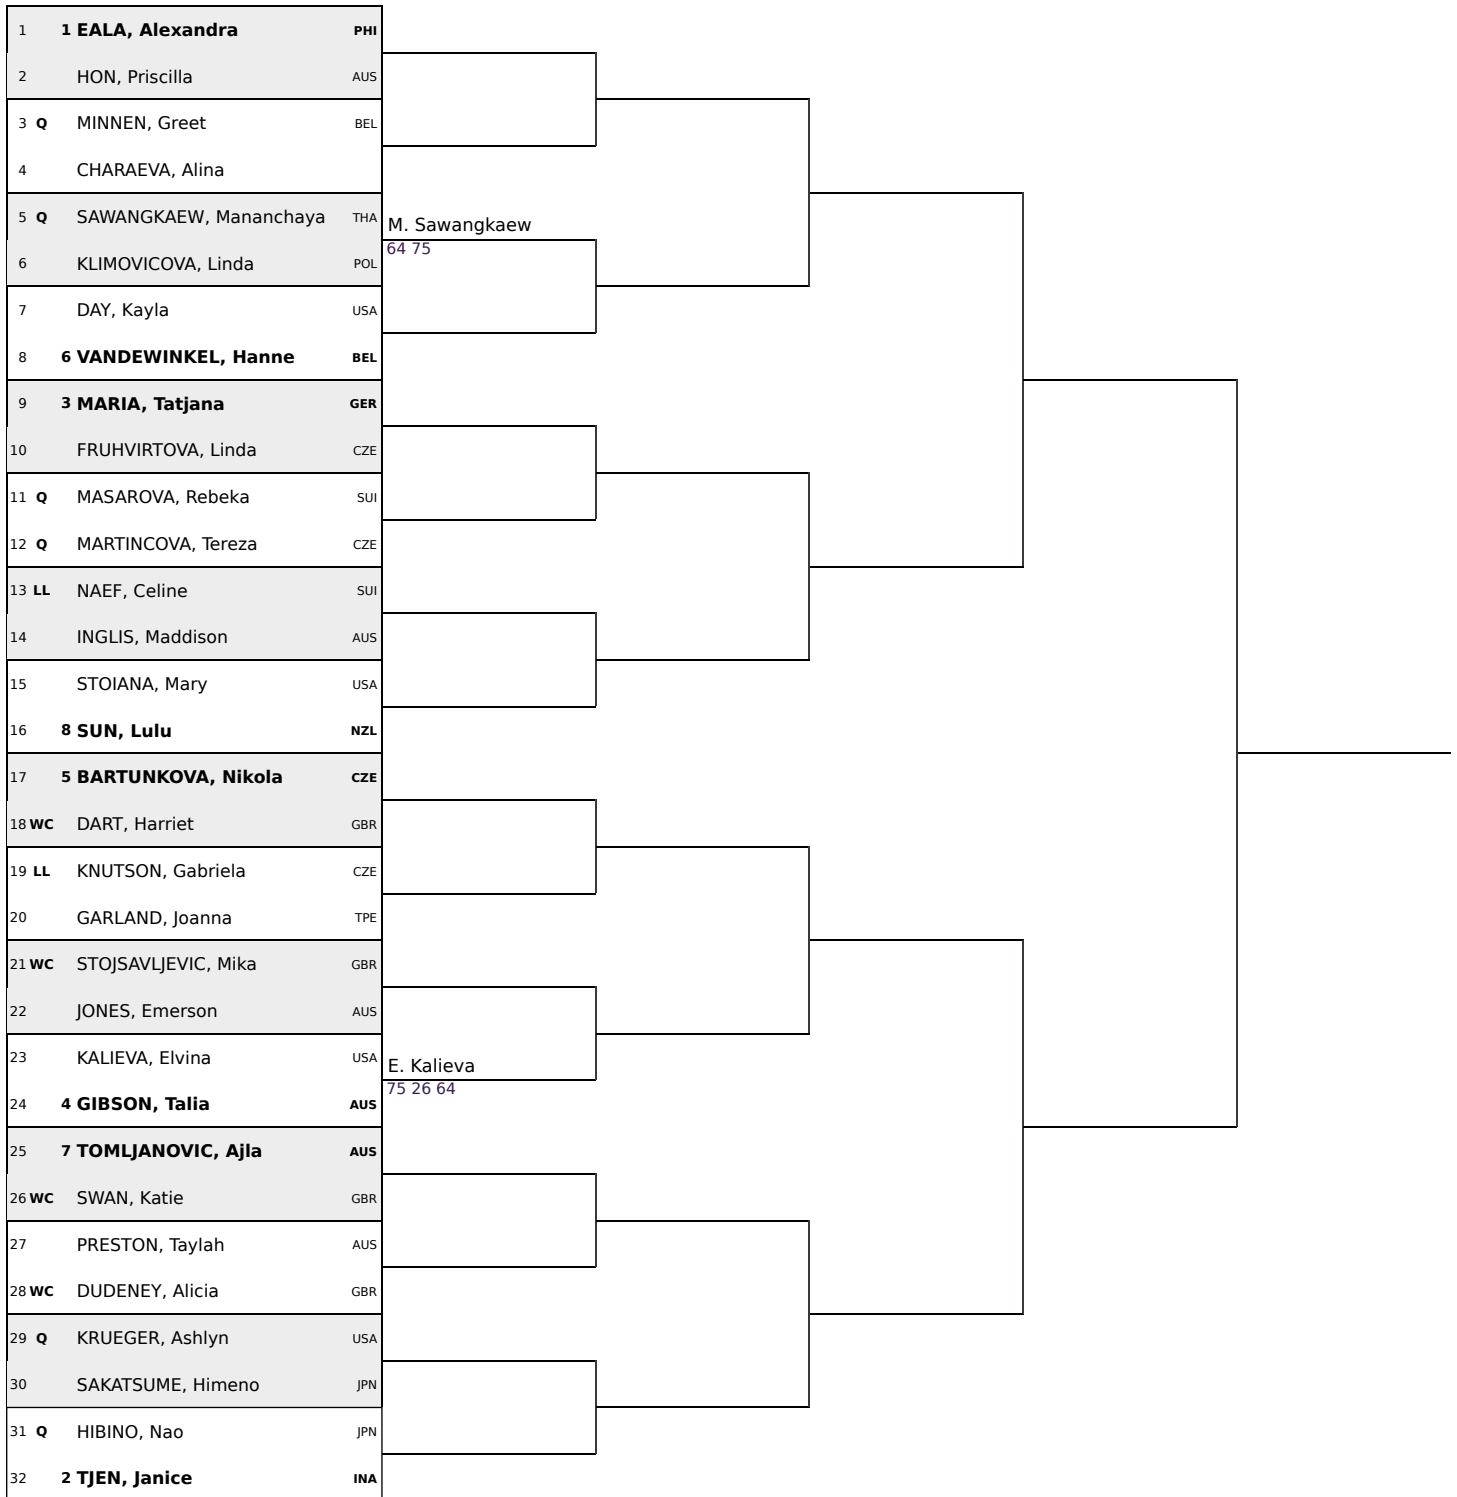 1 1 EALA, Alexandra PHI
2 HON, Priscilla AUS
3 Q MINNEN, Greet BEL
4 CHARAEVA, Alina
5 Q SAWANGKAEW, Mananchaya THA
M. Sawangkaew
64 75
6 KLIMOVICOVA, Linda POL
7 DAY, Kayla USA
8 6 VANDEWINKEL, Hanne BEL
9 3 MARIA, Tatjana GER
10 FRUHVIRTOVA, Linda CZE
11 Q MASAROVA, Rebeka SUI
12 Q MARTINCOVA, Tereza CZE
13 LL NAEF, Celine SUI
14 INGLIS, Maddison AUS
15 STOIANA, Mary USA
16 8 SUN, Lulu NZL
17 5 BARTUNKOVA, Nikola CZE
18 WC DART, Harriet GBR
19 LL KNUTSON, Gabriela CZE
20 GARLAND, Joanna TPE
21 WC STOJSAVLJEVIC, Mika GBR
22 JONES, Emerson AUS
23 KALIEVA, Elvina USA
E. Kalieva
75 26 64
24 4 GIBSON, Talia AUS
25 7 TOMLJANOVIC, Ajla AUS
26 WC SWAN, Katie GBR
27 PRESTON, Taylah AUS
28 WC DUDENEY, Alicia GBR
29 Q KRUEGER, Ashlyn USA
30 SAKATSUME, Himeno JPN
31 Q HIBINO, Nao JPN
32 2 TJEN, Janice INA